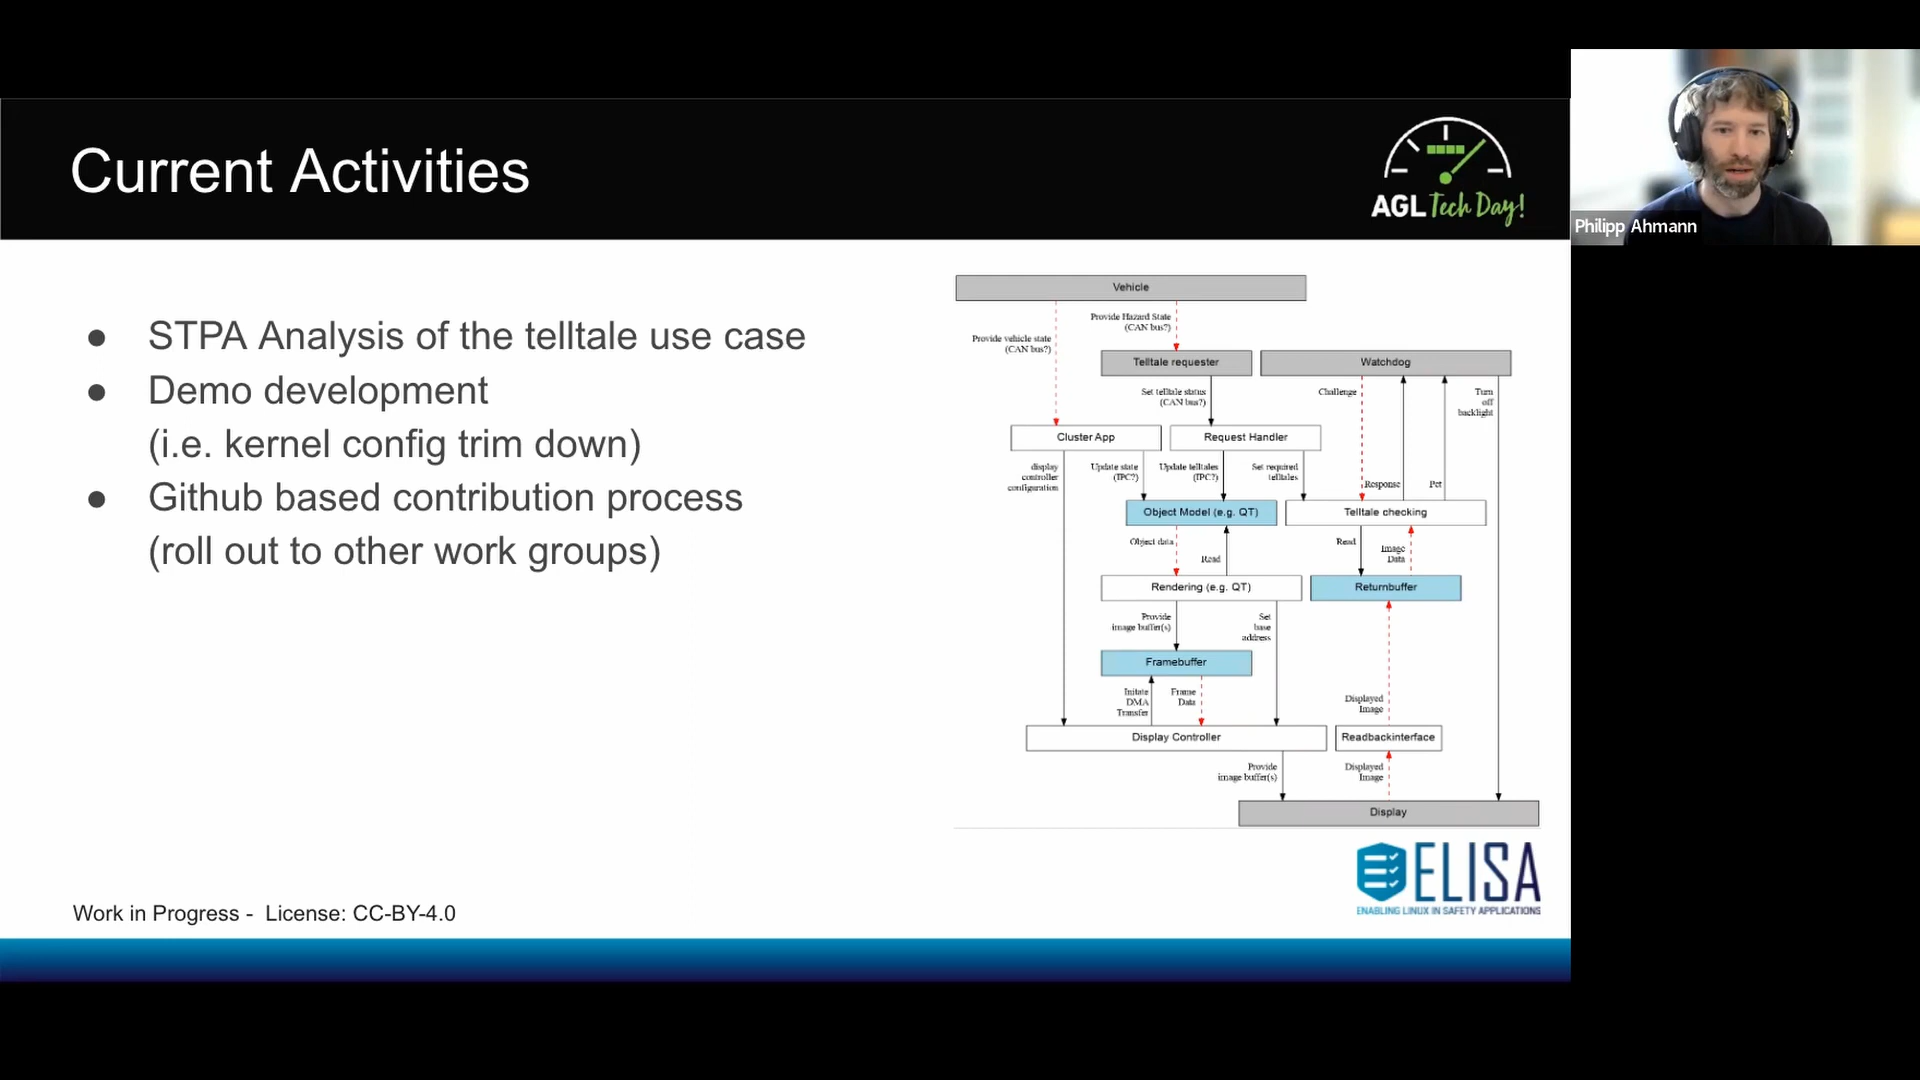 Current Activities
AGL Tech Day!
Philipp Ahmann
● STPA Analysis of the telltale use case
● Demo development
(i.e. kernel config trim down)
● Github based contribution process
(roll out to other work groups)
Vehicle
Provide Hazard State
(CAN bus?)
Provide vehicle state
(CAN bus?)
Telltale requester
Watchdog
Set telltale status
(CAN bus?)
Challenge
Turn
off
backlight
Cluster App
Request Handler
display
controller
configuration
Update state
(IPC?)
Update telltales
(IPC?)
Set required
telltales
Response
Pet
Object Model (e.g. QT)
Telltale checking
Object data
Read
Read
Image
Data
Rendering (e.g. QT)
Returnbuffer
Provide
image buffer(s)
Set
base
address
Framebuffer
Initate
DMA
Transfer
Frame
Data
Displayed
Image
Display Controller
Readbackinterface
Provide
image buffer(s)
Displayed
Image
Display
ELISA
ENABLING LINUX IN SAFETY APPLICATIONS
Work in Progress - License: CC-BY-4.0